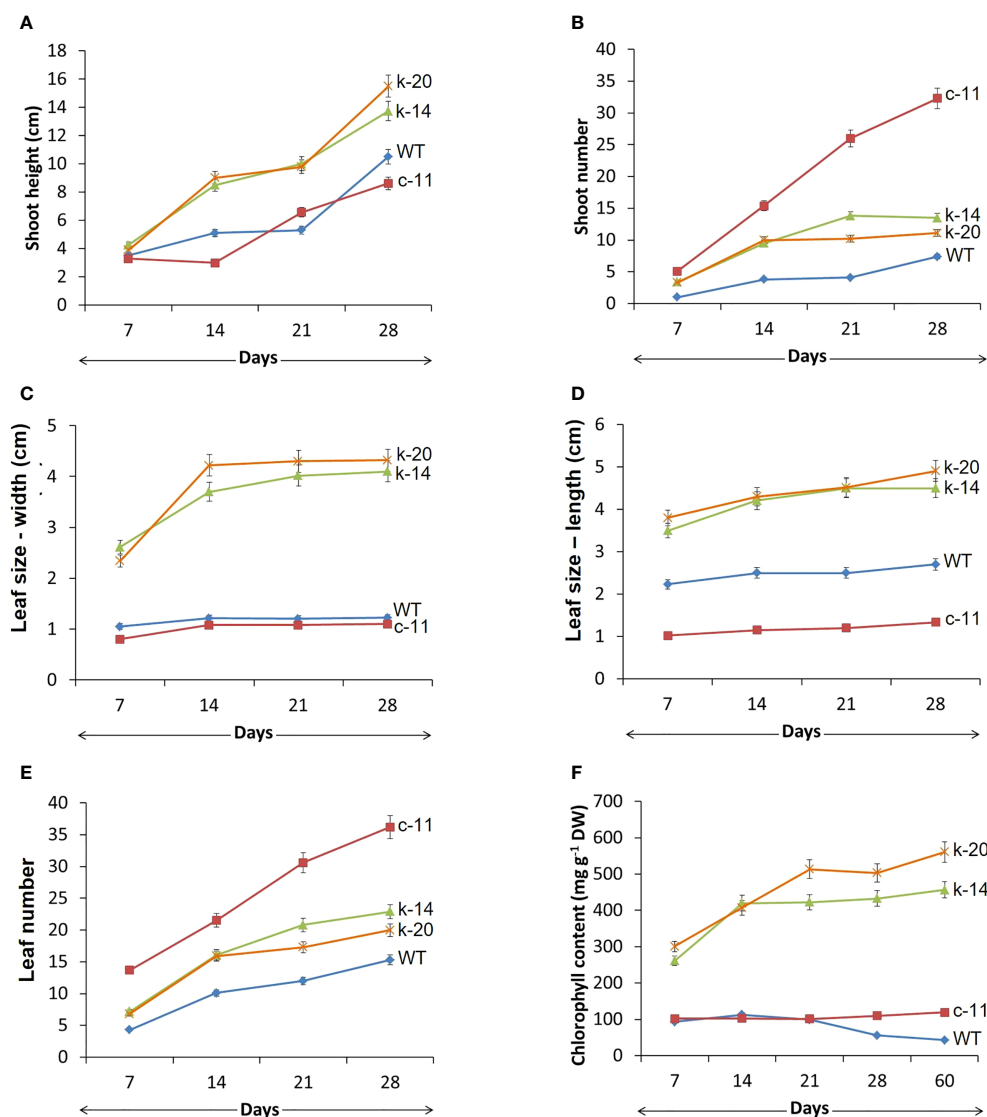 A
Shoot height (cm)
18
16
14
12
10
8
6
4
2
0
k-20
k-14
WT
c-11
7 14 21 28
Days
B
Shoot number
40
35
30
25
20
15
10
5
0
c-11
k-14
k-20
WT
7 14 21 28
Days
C
Leaf size - width (cm)
5
4
3
2
1
0
k-20
k-14
WT
c-11
7 14 21 28
Days
D
Leaf size – length (cm)
6
5
4
3
2
1
0
k-20
k-14
WT
c-11
7 14 21 28
Days
E
Leaf number
40
35
30
25
20
15
10
5
0
c-11
k-14
k-20
WT
7 14 21 28
Days
F
Chlorophyll content (mg g⁻¹ DW)
700
600
500
400
300
200
100
0
k-20
k-14
c-11
WT
7 14 21 28 60
Days